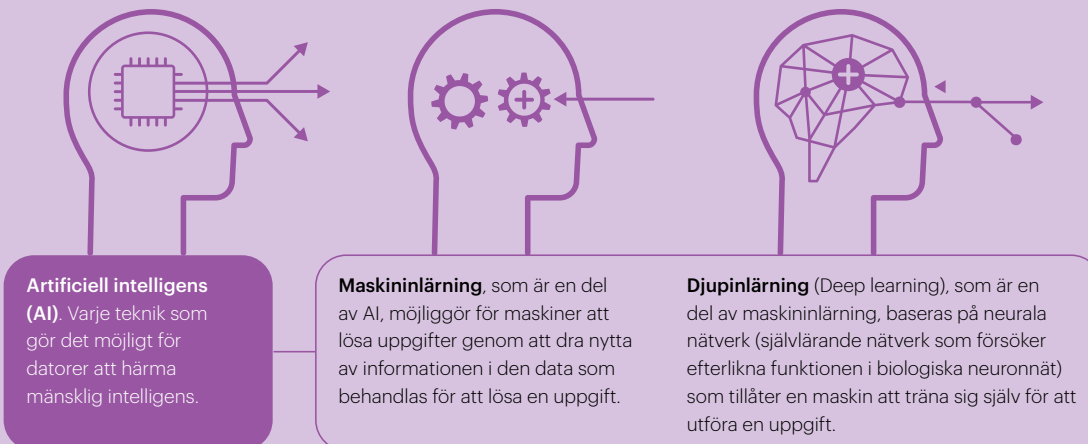 Artificiell intelligens
(AI). Varje teknik som
gör det möjligt för
datorer att härma
mänsklig intelligens.
Maskininlärning, som är en del
av AI, möjliggör för maskiner att
lösa uppgifter genom att dra nytta
av informationen i den data som
behandlas för att lösa en uppgift.
Djupinlärning (Deep learning), som är en
del av maskininlärning, baseras på neurala
nätverk (självlärande nätverk som försöker
efterlikna funktionen i biologiska neuronnät)
som tillåter en maskin att träna sig själv för att
utföra en uppgift.